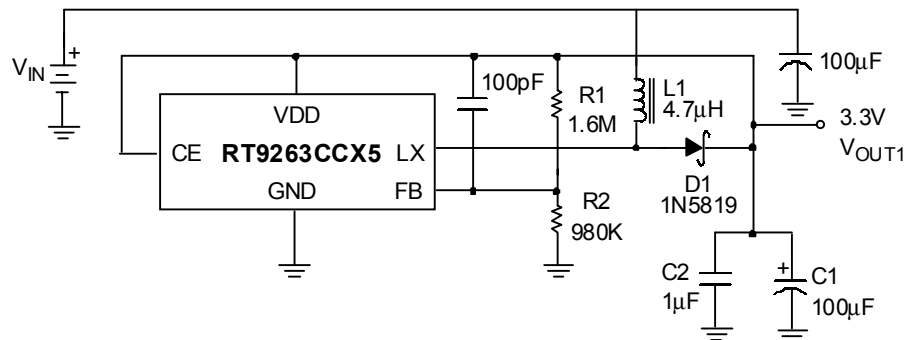 +
V_IN
100μF
100pF
R1
1.6M
L1
4.7μH
VDD
3.3V
V_OUT1
CE RT9263CCX5 LX
GND FB
D1
1N5819
R2
980K
C2
1μF
+
C1
100μF